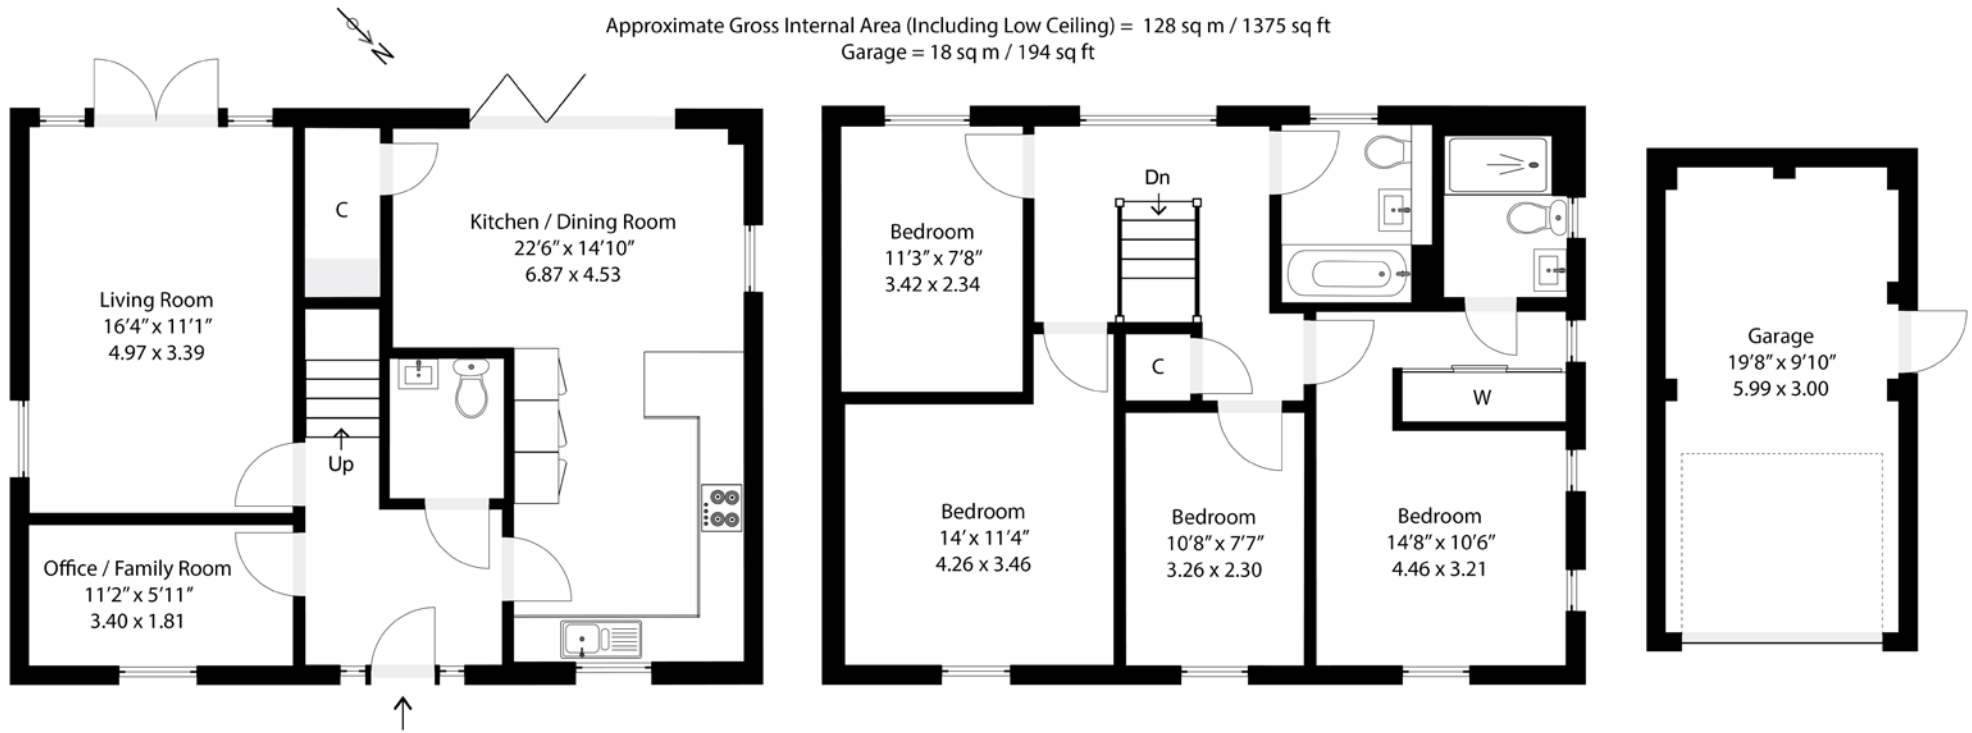 Approximate Gross Internal Area (Including Low Ceiling) = 128 sq m / 1375 sq ft
Garage = 18 sq m / 194 sq ft
N
Living Room
16'4" x 11'1"
4.97 x 3.39
C
Kitchen / Dining Room
22'6" x 14'10"
6.87 x 4.53
Up
Office / Family Room
11'2" x 5'11"
3.40 x 1.81
Bedroom
11'3" x 7'8"
3.42 x 2.34
Dn
C
W
Bedroom
14' x 11'4"
4.26 x 3.46
Bedroom
10'8" x 7'7"
3.26 x 2.30
Bedroom
14'8" x 10'6"
4.46 x 3.21
Garage
19'8" x 9'10"
5.99 x 3.00